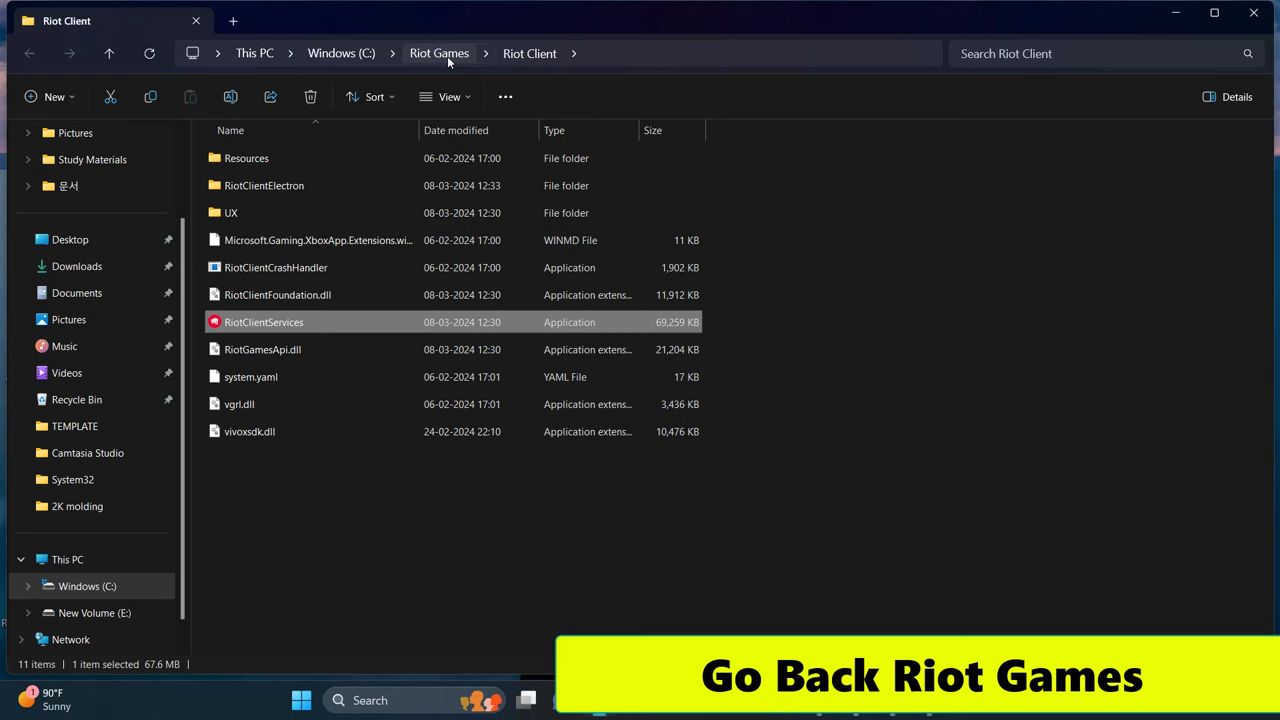 Riot Client
This PC Windows (C:) Riot Games Riot Client
Search Riot Client
New Sort View Details
Name Date modified Type Size
Pictures
Study Materials
문서
Desktop
Downloads
Documents
Pictures
Music
Videos
Recycle Bin
TEMPLATE
Camtasia Studio
System32
2K molding
This PC
Windows (C:)
New Volume (E:)
Network
Resources 06-02-2024 17:00 File folder
RiotClientElectron 08-03-2024 12:33 File folder
UX 08-03-2024 12:30 File folder
Microsoft.Gaming.XboxApp.Extensions.wi... 06-02-2024 17:00 WINMD File 11 KB
RiotClientCrashHandler 06-02-2024 17:00 Application 1,902 KB
RiotClientFoundation.dll 08-03-2024 12:30 Application extens... 11,912 KB
RiotClientServices 08-03-2024 12:30 Application 69,259 KB
RiotGamesApi.dll 08-03-2024 12:30 Application extens... 21,204 KB
system.yaml 06-02-2024 17:01 YAML File 17 KB
vgrl.dll 06-02-2024 17:01 Application extens... 3,436 KB
vivoxsdk.dll 24-02-2024 22:10 Application extens... 10,476 KB
11 items 1 item selected 67.6 MB
Go Back Riot Games
1
90°F
Sunny
Search